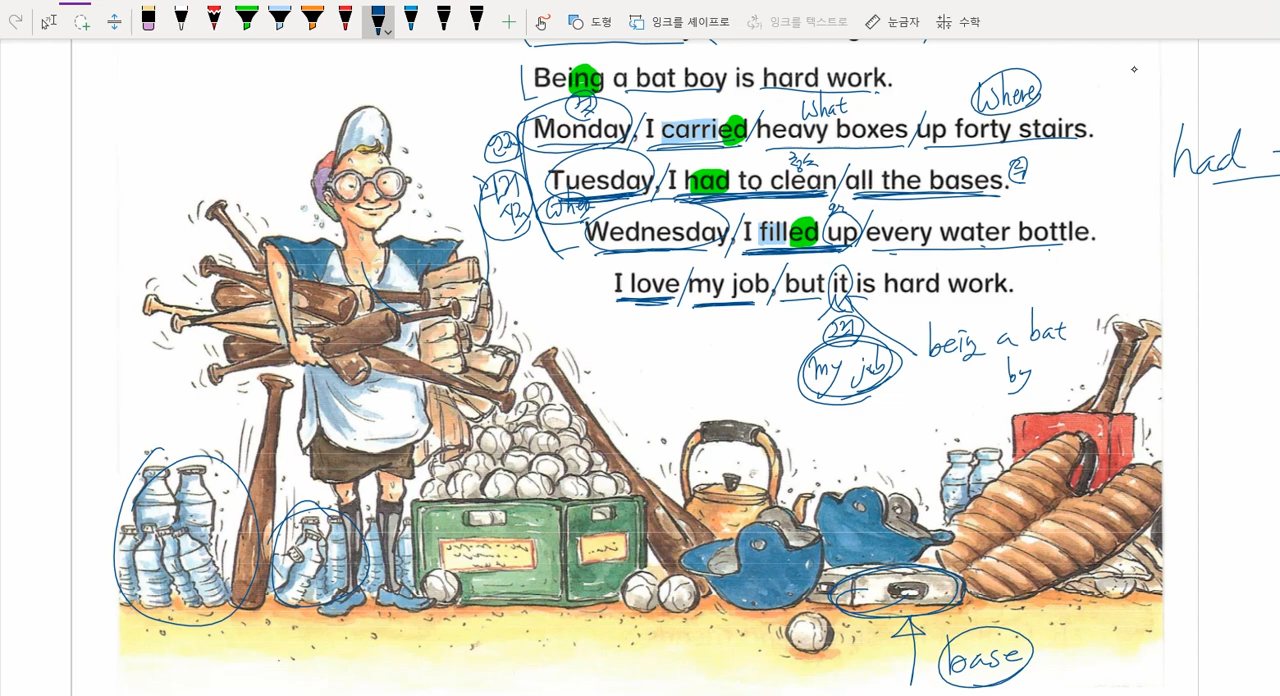 도형 잉크를 셰이프로 잉크를 텍스트로 눈금자 수학
Being a bat boy is hard work.
what where
Monday, I carried heavy boxes up forty stairs.
had
Tuesday, I had to clean all the bases.
when
Wednesday, I filled up every water bottle.
I love my job, but it is hard work.
being a bat
my job
by
base